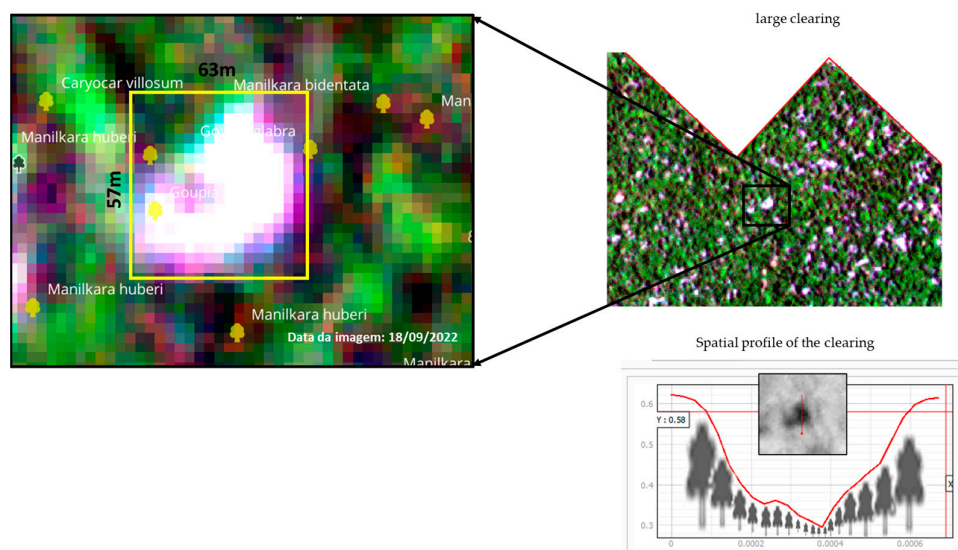 large clearing
63m
Caryocar villosum
Manilkara bidentata
Man
Manilkara huberi
57m
Goupia
Manilkara huberi
Manilkara huberi
Data da imagem: 18/09/2022
Manilkara
Spatial profile of the clearing
0.6
Y : 0.58
0.5
0.4
X
0.3
0
0.0002
0.0004
0.0006